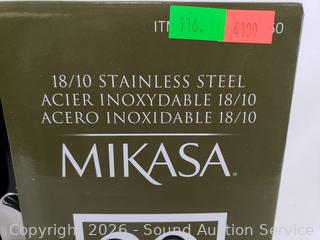 116.
4100
18/10 STAINLESS STEEL
ACIER INOXYDABLE 18/10
ACERO INOXIDABLE 18/10
MIKASA®
Copyright 2026 - Sound Auction Service